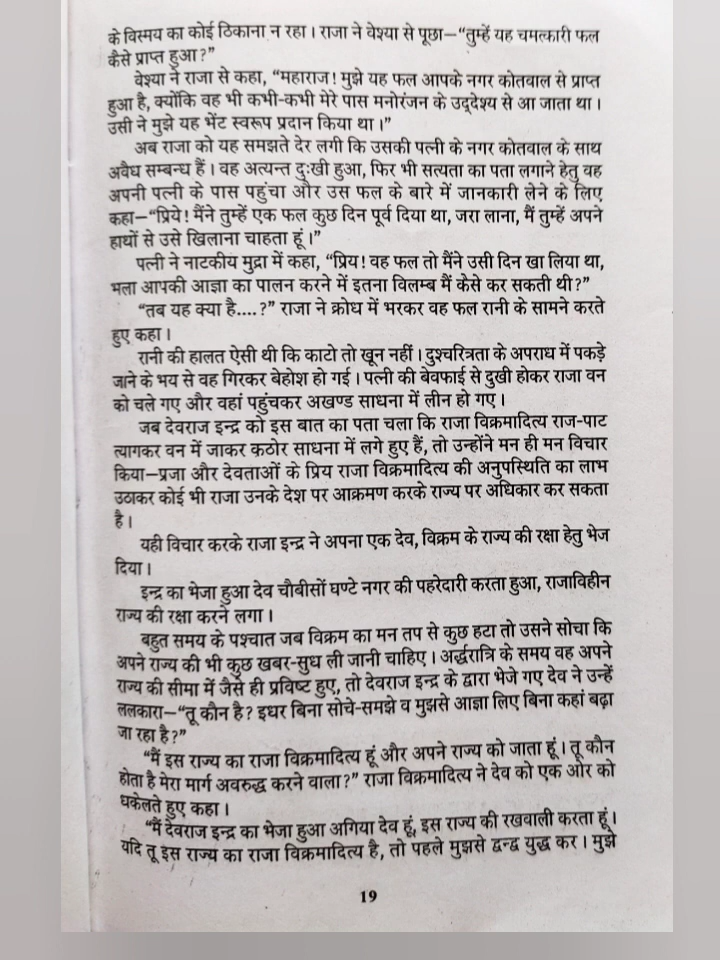 के विस्मय का कोई ठिकाना न रहा। राजा ने वेश्या से पूछा—“तुम्हें यह चमत्कारी फल
कैसे प्राप्त हुआ?”
वेश्या ने राजा से कहा, “महाराज! मुझे यह फल आपके नगर कोतवाल से प्राप्त
हुआ है, क्योंकि वह भी कभी-कभी मेरे पास मनोरंजन के उद्देश्य से आ जाता था।
उसी ने मुझे यह भेंट स्वरूप प्रदान किया था।”
अब राजा को यह समझते देर लगी कि उसकी पत्नी के नगर कोतवाल के साथ
अवैध सम्बन्ध हैं। वह अत्यन्त दुःखी हुआ, फिर भी सत्यता का पता लगाने हेतु वह
अपनी पत्नी के पास पहुंचा और उस फल के बारे में जानकारी लेने के लिए
कहा—“प्रिये! मैंने तुम्हें एक फल कुछ दिन पूर्व दिया था, जरा लाना, मैं तुम्हें अपने
हाथों से उसे खिलाना चाहता हूं।”
पत्नी ने नाटकीय मुद्रा में कहा, “प्रिय! वह फल तो मैंने उसी दिन खा लिया था,
भला आपकी आज्ञा का पालन करने में इतना विलम्ब मैं कैसे कर सकती थी?”
“तब यह क्या है....?” राजा ने क्रोध में भरकर वह फल रानी के सामने करते
हुए कहा।
रानी की हालत ऐसी थी कि काटो तो खून नहीं। दुश्चरित्रता के अपराध में पकड़े
जाने के भय से वह गिरकर बेहोश हो गई। पत्नी की बेवफाई से दुखी होकर राजा वन
को चले गए और वहां पहुंचकर अखण्ड साधना में लीन हो गए।
जब देवराज इन्द्र को इस बात का पता चला कि राजा विक्रमादित्य राज-पाट
त्यागकर वन में जाकर कठोर साधना में लगे हुए हैं, तो उन्होंने मन ही मन विचार
किया—प्रजा और देवताओं के प्रिय राजा विक्रमादित्य की अनुपस्थिति का लाभ
उठाकर कोई भी राजा उनके देश पर आक्रमण करके राज्य पर अधिकार कर सकता
है।
यही विचार करके राजा इन्द्र ने अपना एक देव, विक्रम के राज्य की रक्षा हेतु भेज
दिया।
इन्द्र का भेजा हुआ देव चौबीसों घण्टे नगर की पहरेदारी करता हुआ, राजाविहीन
राज्य की रक्षा करने लगा।
बहुत समय के पश्चात जब विक्रम का मन तप से कुछ हटा तो उसने सोचा कि
अपने राज्य की भी कुछ खबर-सुध ली जानी चाहिए। अर्द्धरात्रि के समय वह अपने
राज्य की सीमा में जैसे ही प्रविष्ट हुए, तो देवराज इन्द्र के द्वारा भेजे गए देव ने उन्हें
ललकारा—“तू कौन है? इधर बिना सोचे-समझे व मुझसे आज्ञा लिए बिना कहां बढ़ा
जा रहा है?”
“मैं इस राज्य का राजा विक्रमादित्य हूं और अपने राज्य को जाता हूं। तू कौन
होता है मेरा मार्ग अवरुद्ध करने वाला?” राजा विक्रमादित्य ने देव को एक ओर को
धकेलते हुए कहा।
“मैं देवराज इन्द्र का भेजा हुआ अगिया देव हूं, इस राज्य की रखवाली करता हूं।
यदि तू इस राज्य का राजा विक्रमादित्य है, तो पहले मुझसे द्वन्द्व युद्ध कर। मुझे
19